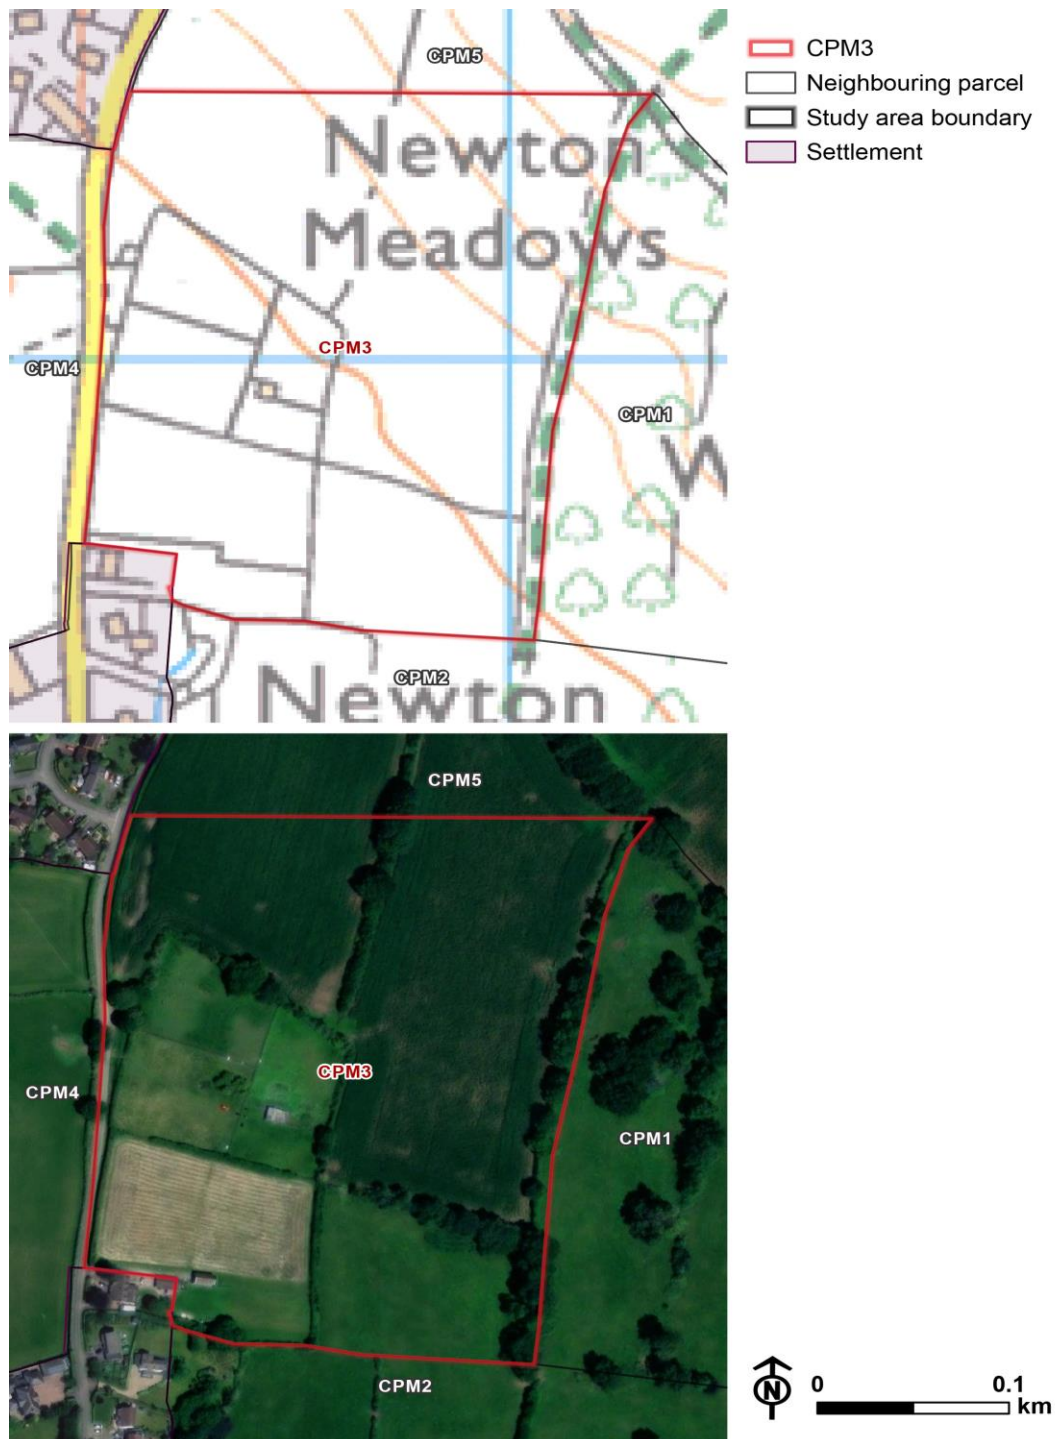 CPM5
Newton
Meadows
CPM3
CPM4
CPM1
W
CPM2
Newton
CPM3
Neighbouring parcel
Study area boundary
Settlement
CPM5
CPM3
CPM4
CPM1
CPM2
N
0 0.1
km